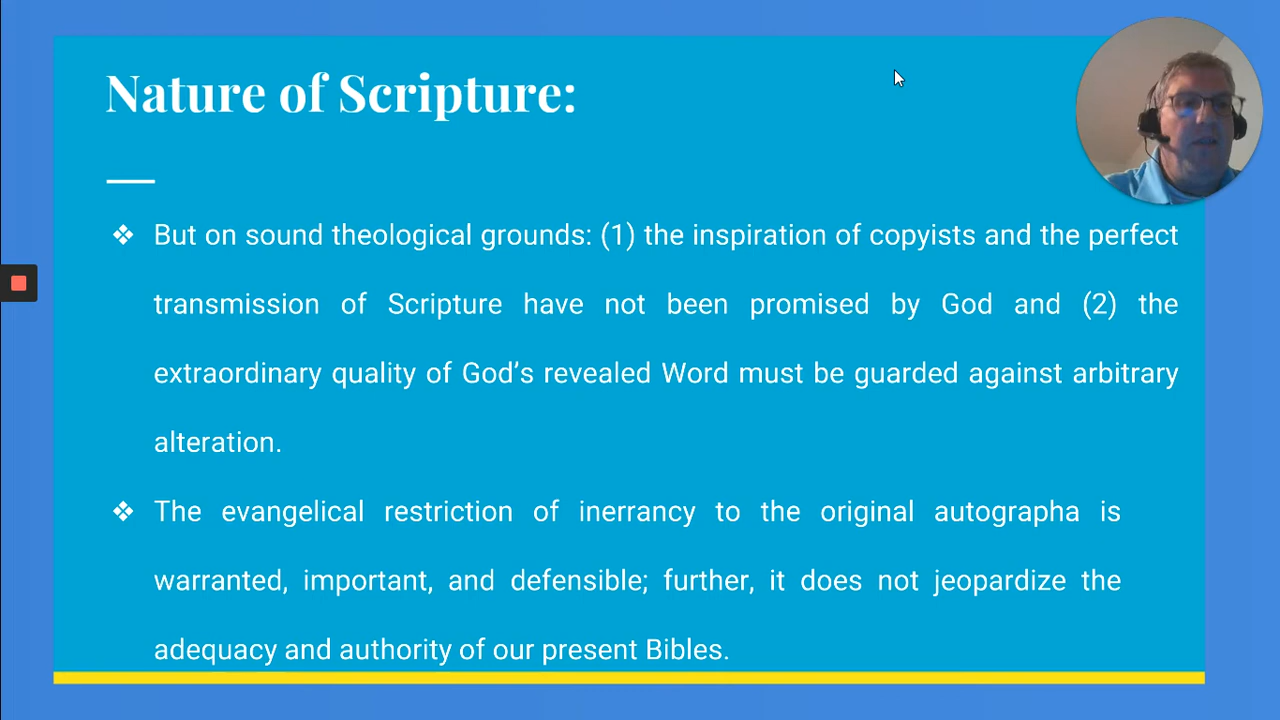 Nature of Scripture:
❖ But on sound theological grounds: (1) the inspiration of copyists and the perfect
transmission of Scripture have not been promised by God and (2) the
extraordinary quality of God’s revealed Word must be guarded against arbitrary
alteration.
❖ The evangelical restriction of inerrancy to the original autographa is
warranted, important, and defensible; further, it does not jeopardize the
adequacy and authority of our present Bibles.